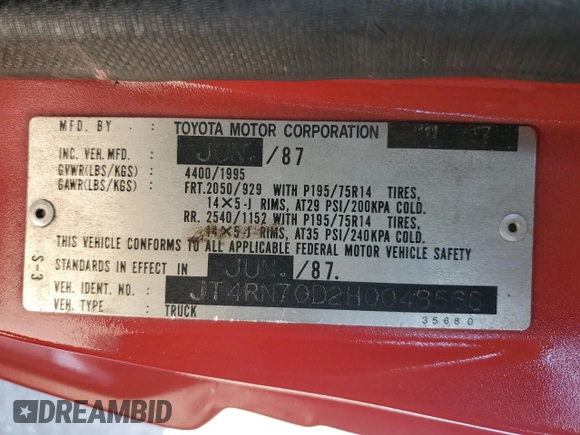 MFD. BY : TOYOTA MOTOR CORPORATION
INC. VEH. MFD. : JUN. /87
GVWR(LBS/KGS) : 4400/1995
GAWR(LBS/KGS) : FRT.2050/929 WITH P195/75R14 TIRES,
14×5-J RIMS, AT29 PSI/200KPA COLD.
RR. 2540/1152 WITH P195/75R14 TIRES,
14×5-J RIMS, AT35 PSI/240KPA COLD.
THIS VEHICLE CONFORMS TO ALL APPLICABLE FEDERAL MOTOR VEHICLE SAFETY
STANDARDS IN EFFECT IN JUN. /87.
VEH. IDENT. NO. : JT4RN70D2H0048566
VEH. TYPE : TRUCK
35680
S-3
DREAMBID